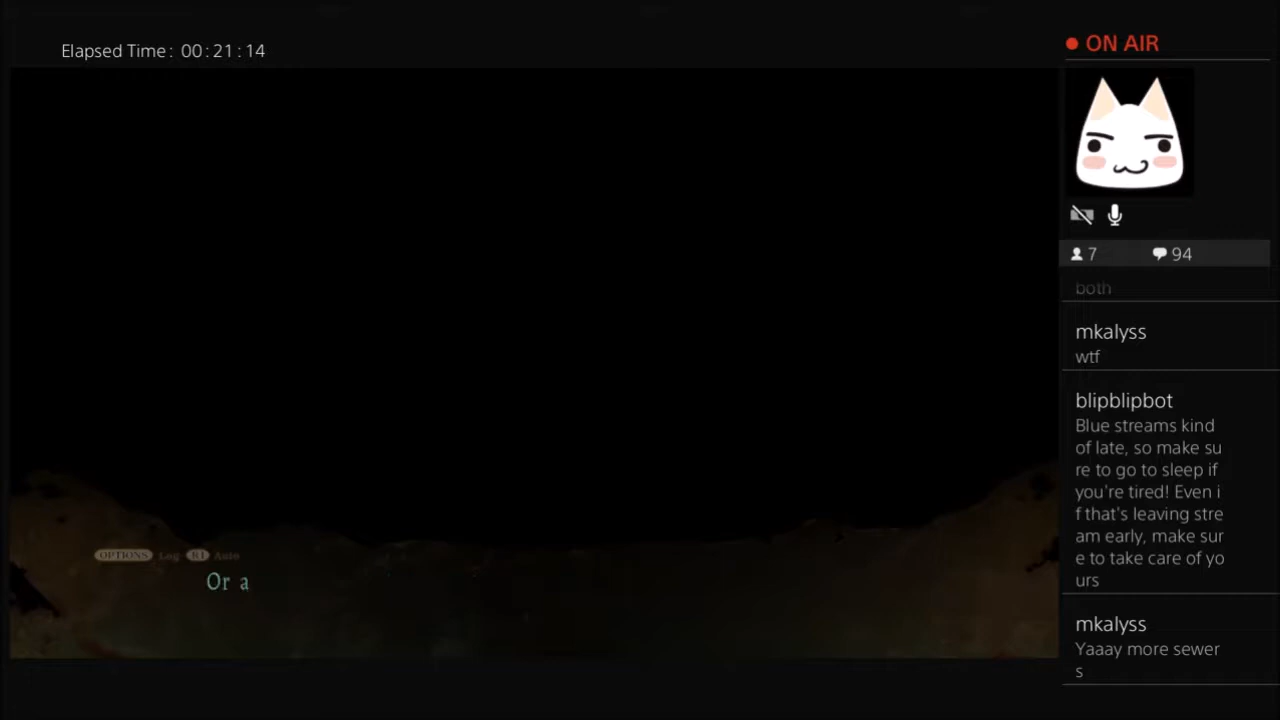 Elapsed Time: 00:21:14
ON AIR
7 94
both
mkalyss
wtf
blipblipbot
Blue streams kind
of late, so make su
re to go to sleep if
you're tired! Even i
f that's leaving stre
am early, make sur
e to take care of yo
urs
mkalyss
Yaaay more sewer
s
OPTIONS Log R1 Auto
Or a